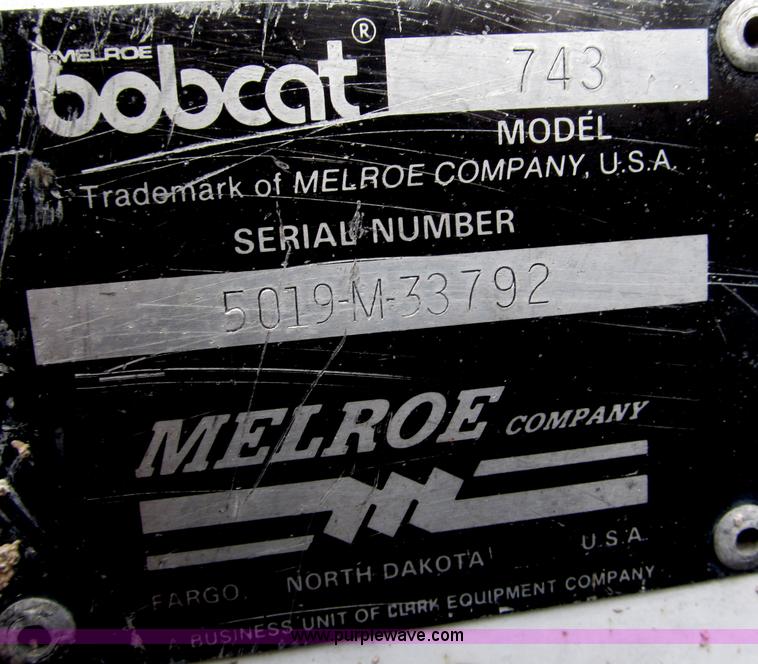 MELROE
bobcat® 743
MODEL
Trademark of MELROE COMPANY, U.S.A.
SERIAL NUMBER
5019-M-33792
MELROE COMPANY
FARGO, NORTH DAKOTA U.S.A.
A BUSINESS UNIT OF CLARK EQUIPMENT COMPANY
www.purplewave.com